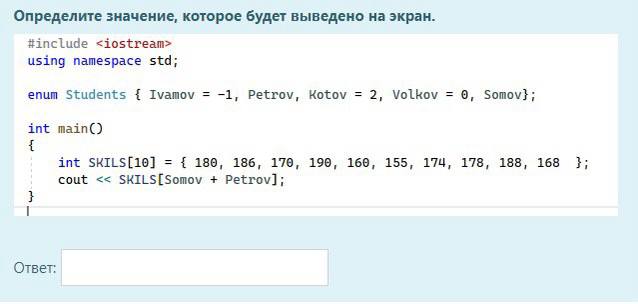 Определите значение, которое будет выведено на экран.
#include <iostream>
using namespace std;
enum Students { Ivamov = -1, Petrov, Kotov = 2, Volkov = 0, Somov};
int main()
{
int SKILS[10] = { 180, 186, 170, 190, 160, 155, 174, 178, 188, 168 };
cout << SKILS[Somov + Petrov];
}
Ответ: